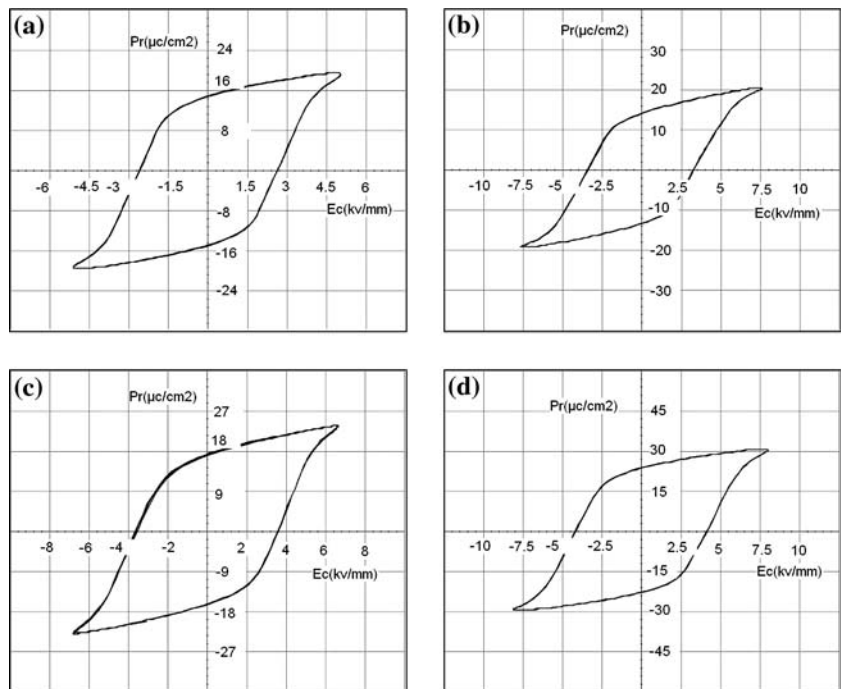 (a)
Pr(µc/cm2)
24
16
8
-6 -4.5 -3 -1.5 1.5 3 4.5 6
-8
Ec(kv/mm)
-16
-24
(b)
Pr(µc/cm2)
30
20
10
-10 -7.5 -5 -2.5 2.5 5 7.5 10
-10
Ec(kv/mm)
-20
-30
(c)
Pr(µc/cm2)
27
18
9
-8 -6 -4 -2 2 4 6 8
-9
Ec(kv/mm)
-18
-27
(d)
Pr(µc/cm2)
45
30
15
-10 -7.5 -5 -2.5 2.5 5 7.5 10
-15
Ec(kv/mm)
-30
-45